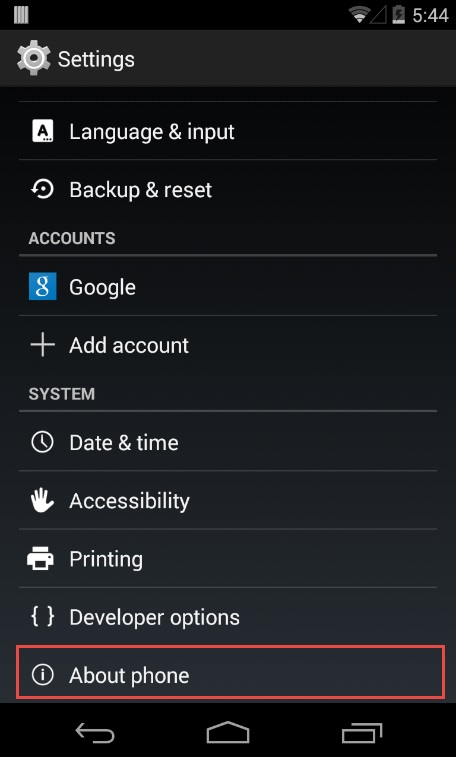 5:44
Settings
Language & input
Backup & reset
ACCOUNTS
Google
Add account
SYSTEM
Date & time
Accessibility
Printing
Developer options
About phone